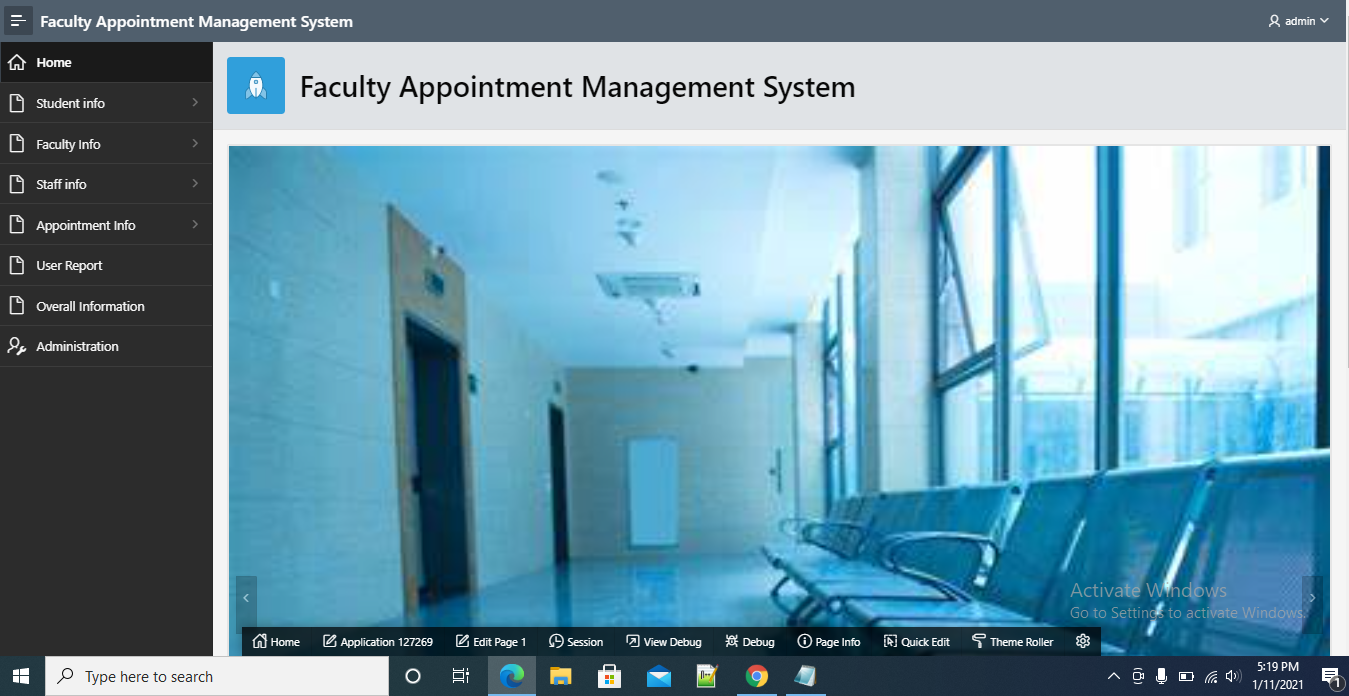 Faculty Appointment Management System
admin
Home
Student info
Faculty Info
Staff info
Appointment Info
User Report
Overall Information
Administration
Faculty Appointment Management System
Activate Windows
Go to Settings to activate Windows.
Home Application 127269 Edit Page 1 Session View Debug Debug Page Info Quick Edit Theme Roller
Type here to search
5:19 PM
1/11/2021
1